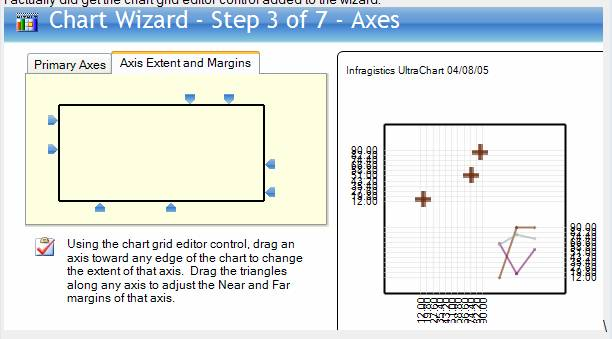 I actually did get the chart grid editor control added to the wizard.
Chart Wizard - Step 3 of 7 - Axes
Primary Axes
Axis Extent and Margins
Infragistics UltraChart 04/08/05
90.00
12.00
90.00
12.00
12.00
90.00
Using the chart grid editor control, drag an
axis toward any edge of the chart to change
the extent of that axis. Drag the triangles
along any axis to adjust the Near and Far
margins of that axis.
\